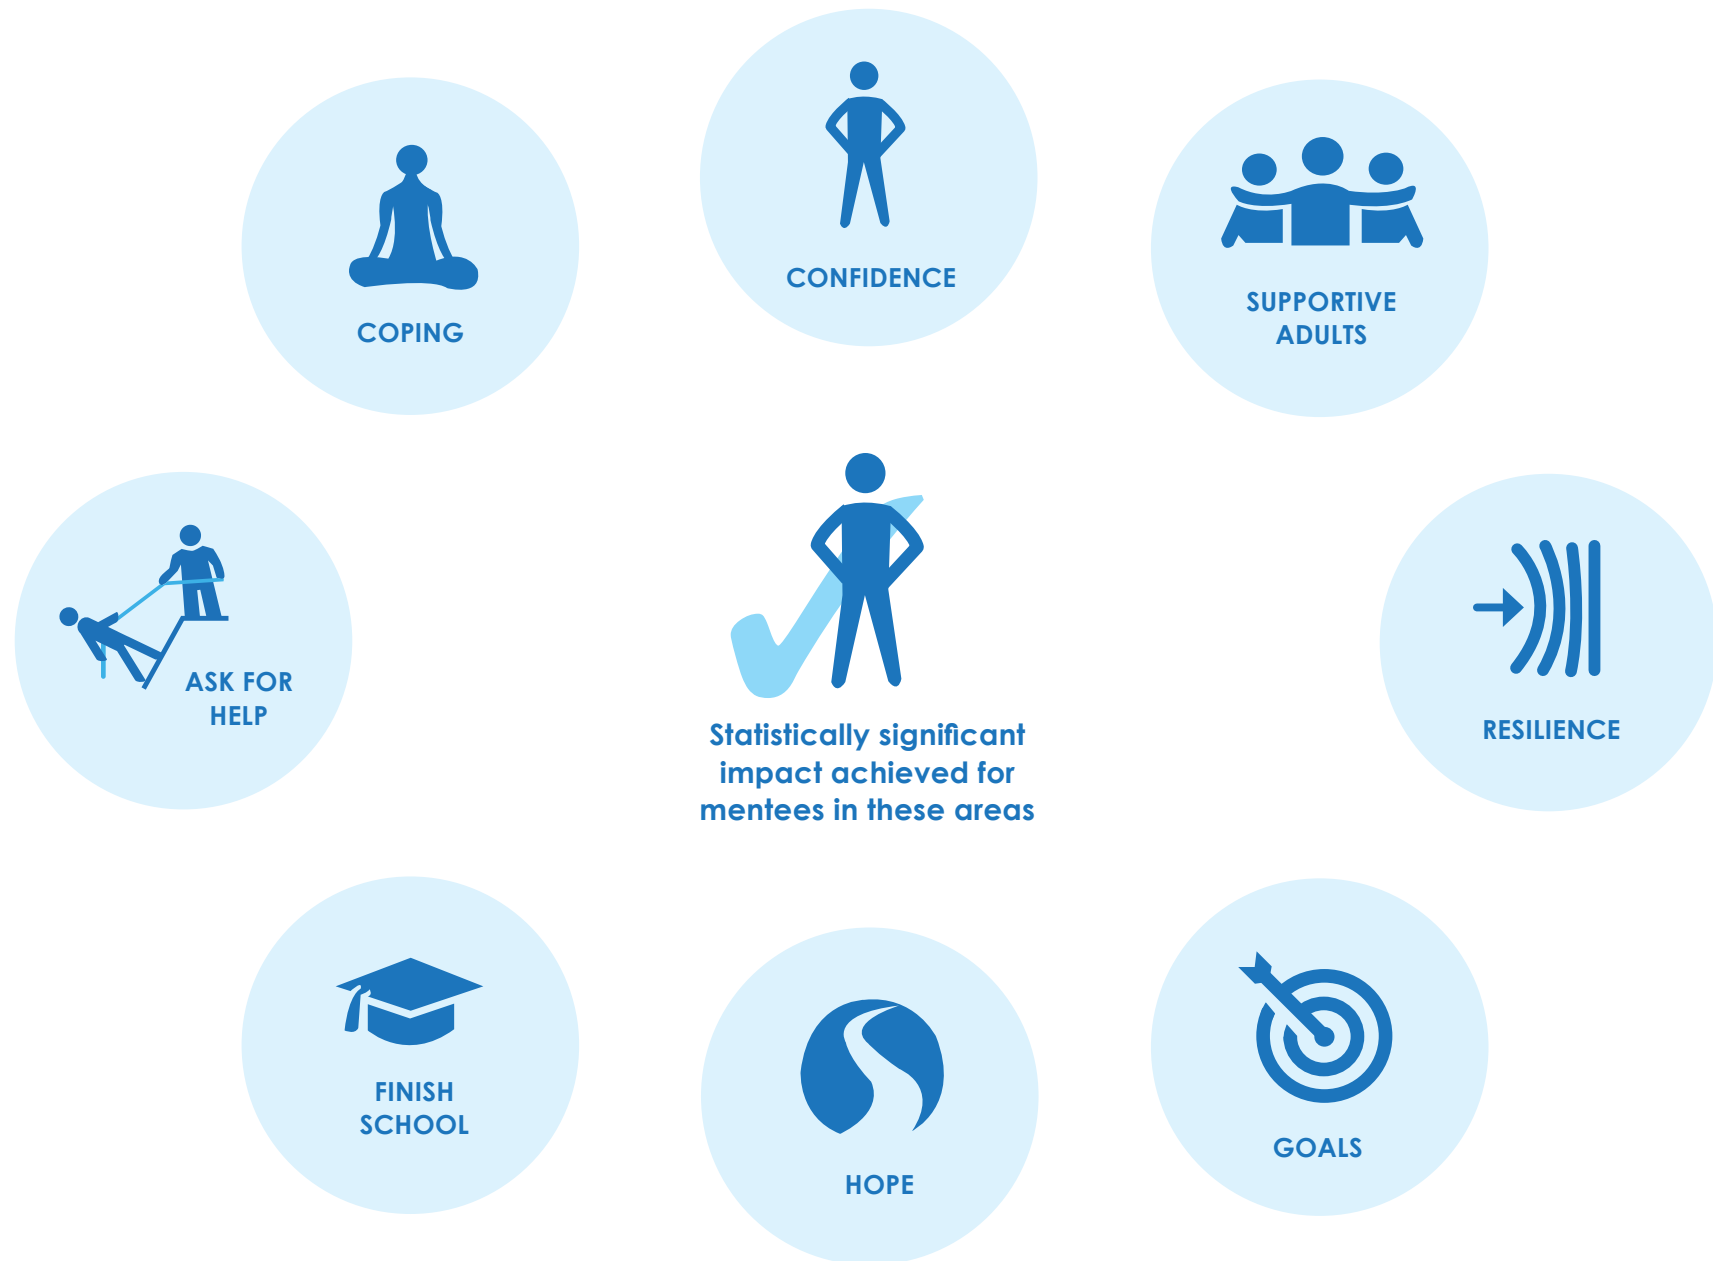 CONFIDENCE
COPING
SUPPORTIVE
ADULTS
ASK FOR
HELP
Statistically significant
impact achieved for
mentees in these areas
RESILIENCE
FINISH
SCHOOL
HOPE
GOALS